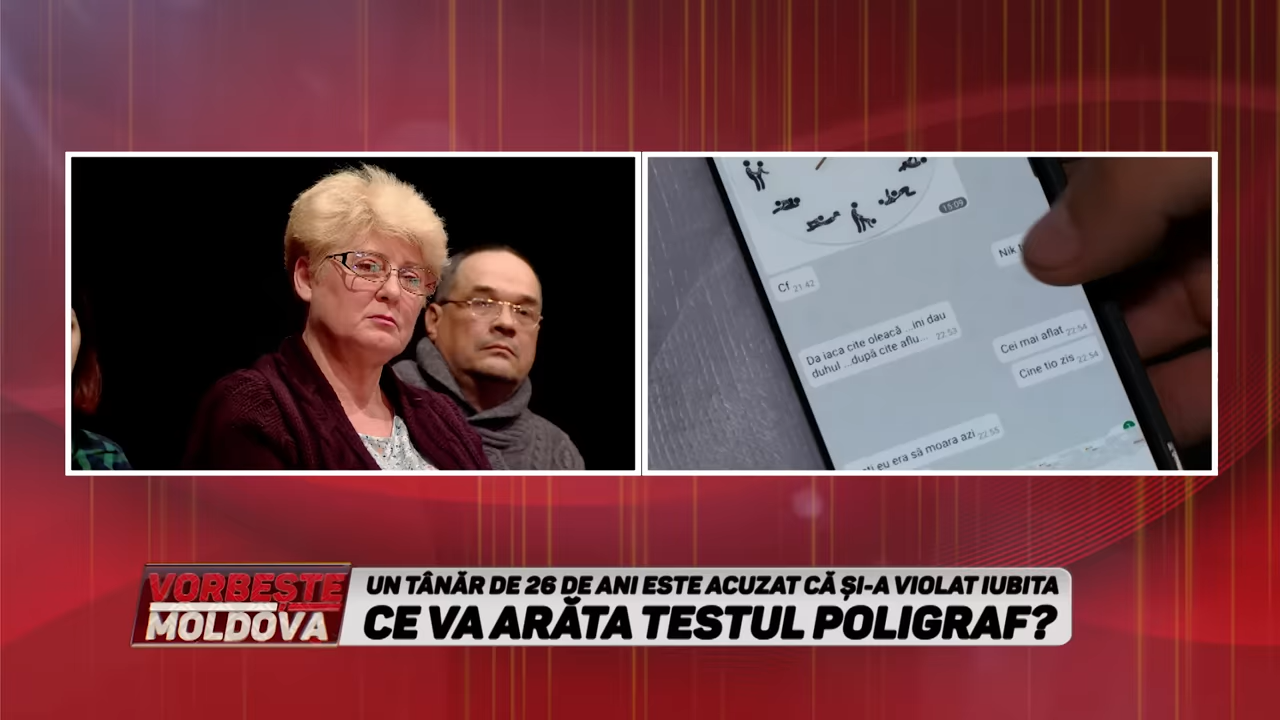 15:09
Nik
Cf 21:42
Da iaca cite oleacă ...ini dau
duhul ...după cite aflu... 22:53
Cei mai aflat 22:54
Cine tio zis 22:54
eu era să moara azi 22:55
VORBEȘTE
MOLDOVA
UN TÂNĂR DE 26 DE ANI ESTE ACUZAT CĂ ȘI-A VIOLAT IUBITA
CE VA ARĂTA TESTUL POLIGRAF?